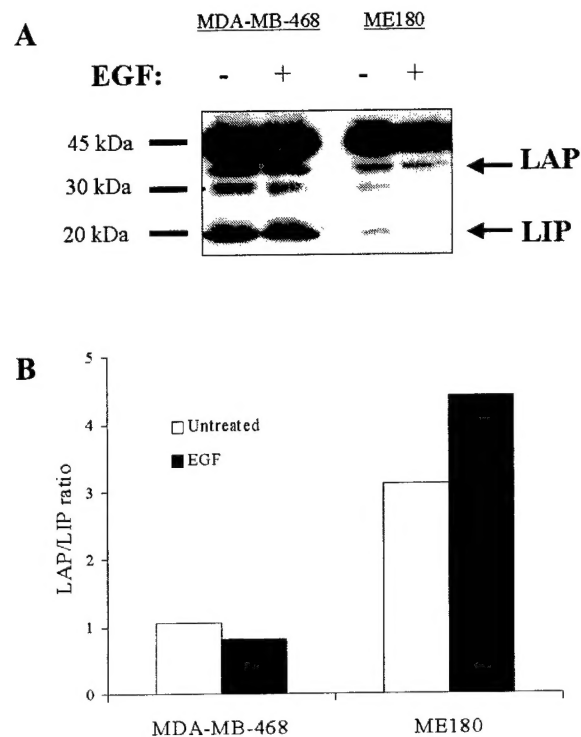 A
MDA-MB-468 ME180
EGF: - + - +
45 kDa
LAP
30 kDa
20 kDa
LIP
B
5
4
3
2
1
0
LAP/LIP ratio
Untreated
EGF
MDA-MB-468 ME180